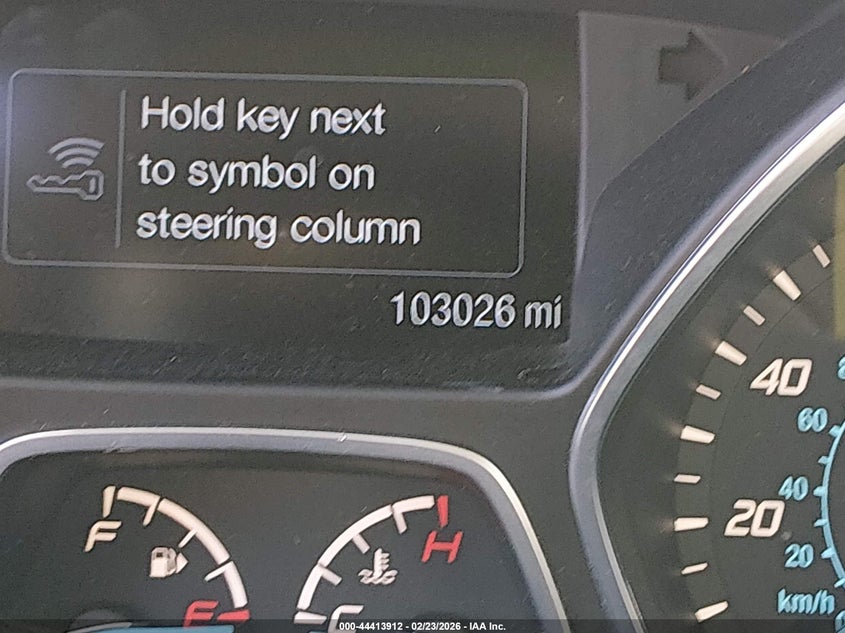 Hold key next
to symbol on
steering column
103026 mi
40
60
F
H
40
20
20
E
C
km/h
000-44413912 - 02/23/2026 - IAA Inc.